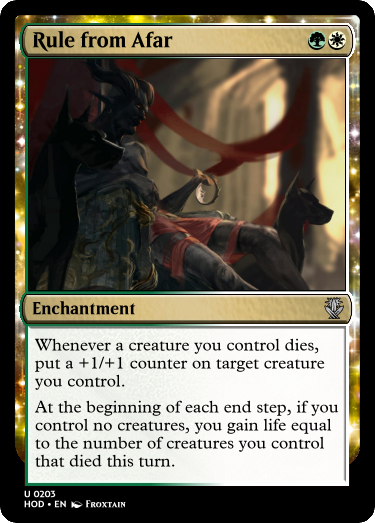 Rule from Afar
Enchantment
Whenever a creature you control dies,
put a +1/+1 counter on target creature
you control.
At the beginning of each end step, if you
control no creatures, you gain life equal
to the number of creatures you control
that died this turn.
U 0203
HOD • EN Froxtain